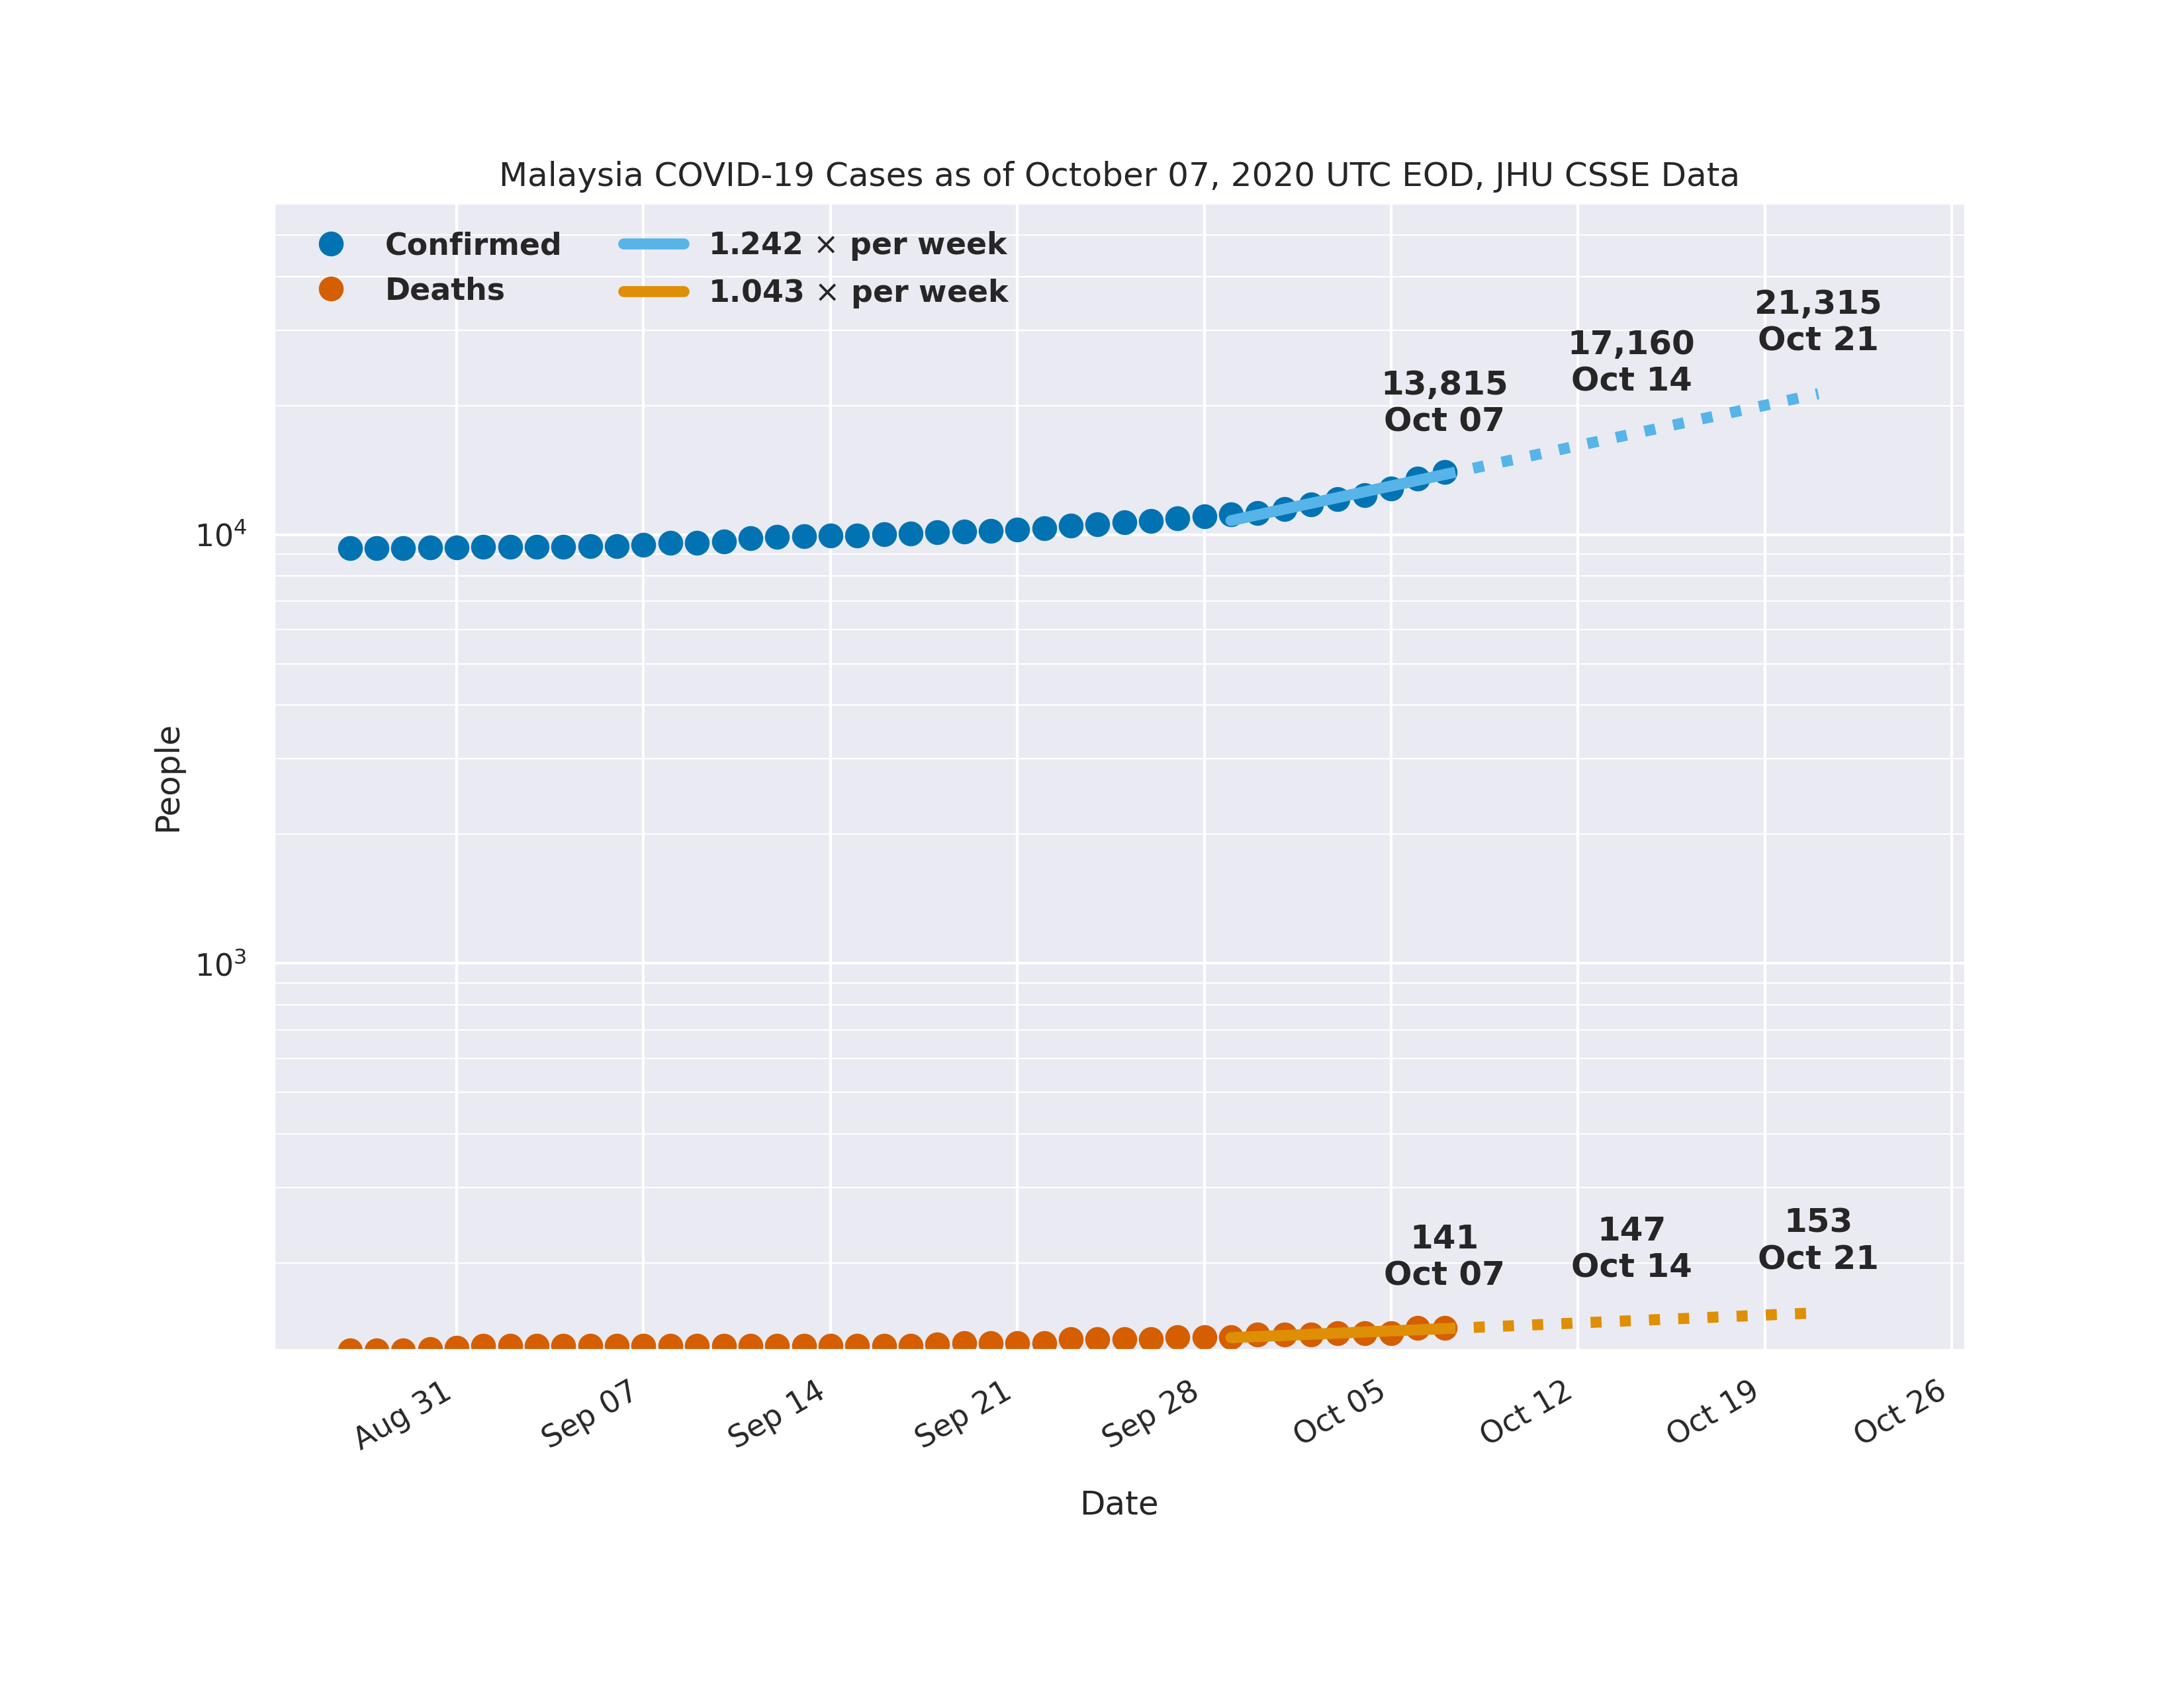 Malaysia COVID-19 Cases as of October 07, 2020 UTC EOD, JHU CSSE Data
Confirmed
Deaths
1.242 × per week
1.043 × per week
21,315
Oct 21
17,160
Oct 14
13,815
Oct 07
10⁴
People
10³
141
Oct 07
147
Oct 14
153
Oct 21
Aug 31
Sep 07
Sep 14
Sep 21
Sep 28
Oct 05
Oct 12
Oct 19
Oct 26
Date